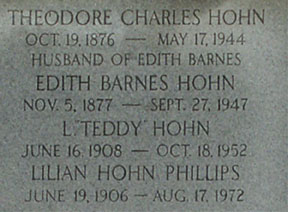 THEODORE CHARLES HOHN
OCT. 19, 1876 — MAY 17, 1944
HUSBAND OF EDITH BARNES
EDITH BARNES HOHN
NOV. 5, 1877 — SEPT. 27, 1947
L. "TEDDY" HOHN
JUNE 16, 1908 — OCT. 18, 1952
LILIAN HOHN PHILLIPS
JUNE 19, 1906 — AUG. 17, 1972